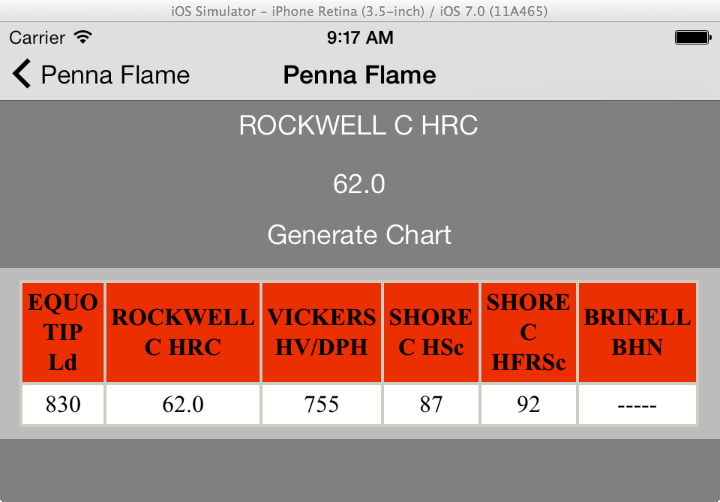 iOS Simulator – iPhone Retina (3.5-inch) / iOS 7.0 (11A465)
Carrier 9:17 AM
Penna Flame Penna Flame
ROCKWELL C HRC
62.0
Generate Chart
EQUO TIP Ld ROCKWELL C HRC VICKERS HV/DPH SHORE C HSc SHORE C HFRSc BRINELL BHN
830 62.0 755 87 92 -----